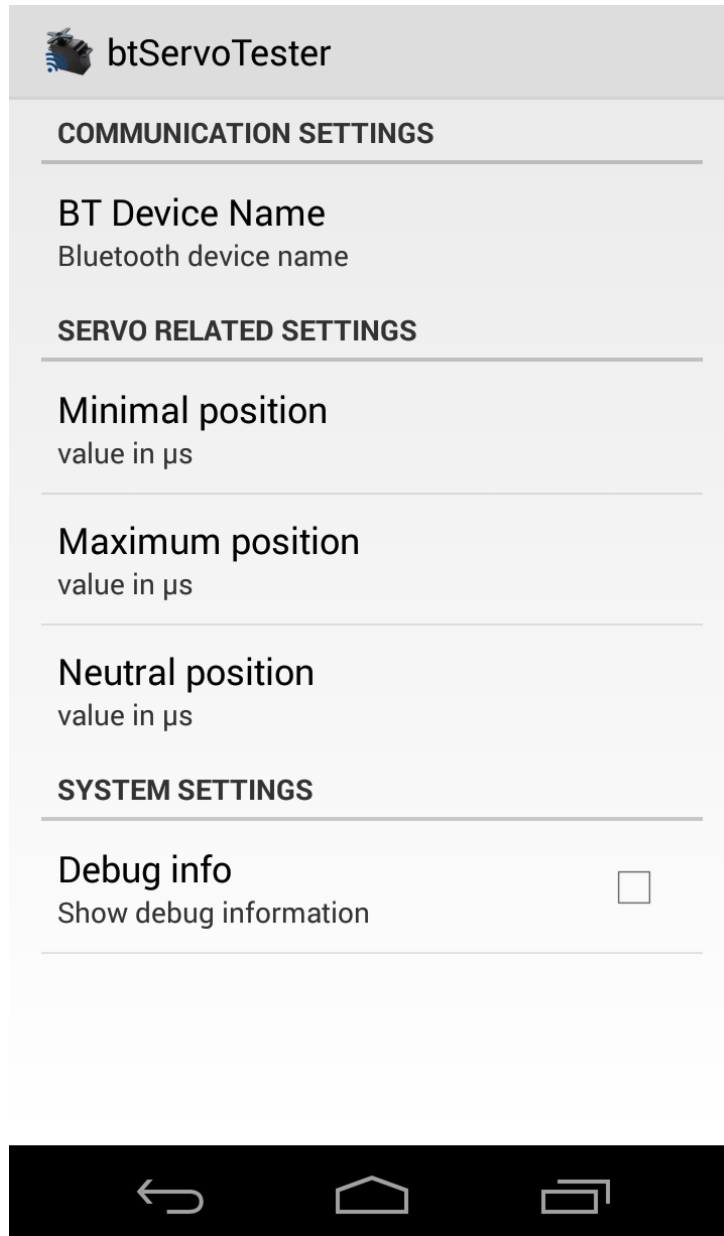 btServoTester
COMMUNICATION SETTINGS
BT Device Name
Bluetooth device name
SERVO RELATED SETTINGS
Minimal position
value in µs
Maximum position
value in µs
Neutral position
value in µs
SYSTEM SETTINGS
Debug info
Show debug information